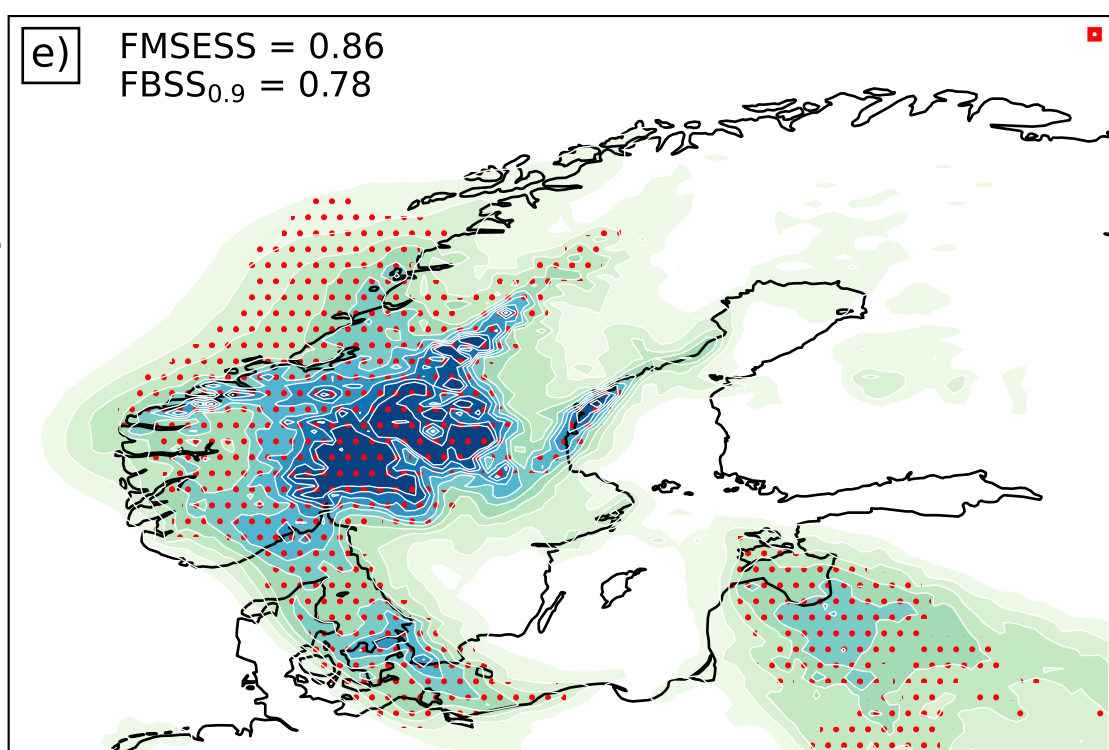 e)
FMSESS = 0.86
FBSS₀.₉ = 0.78